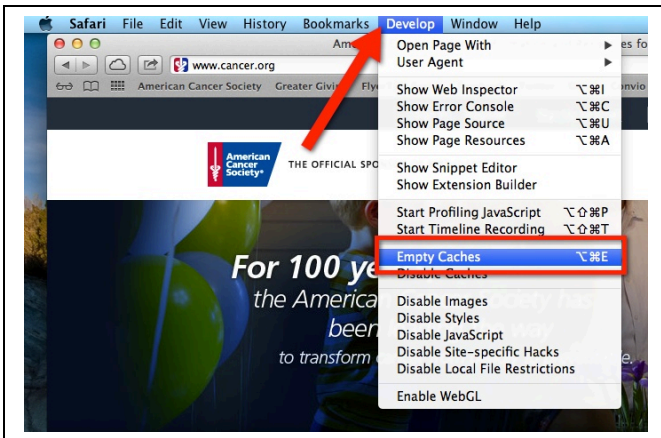 Safari File Edit View History Bookmarks Develop Window Help
www.cancer.org
American Cancer Society Greater Giving
Open Page With
User Agent
Show Web Inspector ⌥⌘I
Show Error Console ⌥⌘C
Show Page Source ⌥⌘U
Show Page Resources ⌥⌘A
Show Snippet Editor
Show Extension Builder
Start Profiling JavaScript ⌥⇧⌘P
Start Timeline Recording ⌥⇧⌘T
Empty Caches ⌥⌘E
Disable Caches
Disable Images
Disable Styles
Disable JavaScript
Disable Site-specific Hacks
Disable Local File Restrictions
Enable WebGL
American
Cancer
Society®
THE OFFICIAL SPO
For 100 ye
the America
been
to transform